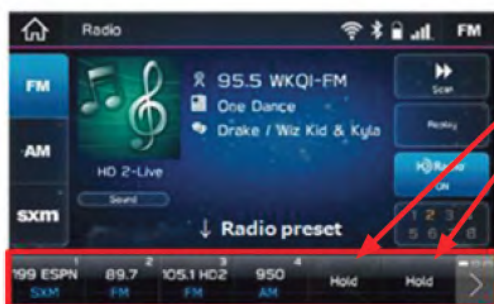 Radio
FM
FM
95.5 WKQI-FM
Scan
One Dance
Replay
Drake / Wiz Kid & Kyla
AM
HD 2-Live
HD Radio
ON
Sound
1 2 3
sxm
↓ Radio preset
5 6 8
1 2 3 4
199 ESPN 89.7 105.1 HD2 950 Hold Hold
SXM FM FM AM